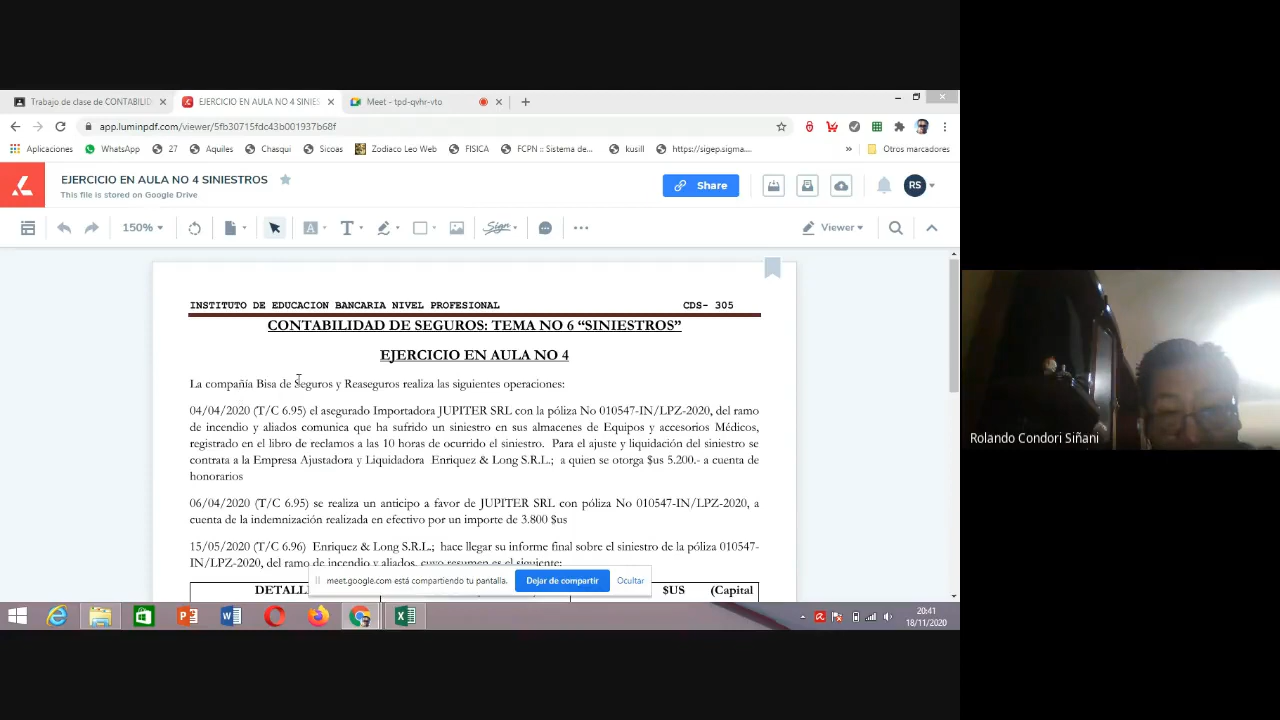 Trabajo de clase de CONTABILID
EJERCICIO EN AULA NO 4 SINIES
Meet - tpd-qvhr-vto
app.luminpdf.com/viewer/5fb30715fdc43b001937b68f
Aplicaciones
WhatsApp
27
Aquiles
Chasqui
Sicoas
Zodiaco Leo Web
FISICA
FCPN :: Sistema de...
kusill
https://sigep.sigma....
»
Otros marcadores
EJERCICIO EN AULA NO 4 SINIESTROS
This file is stored on Google Drive
Share
RS
150%
A
T
Sign
Viewer
INSTITUTO DE EDUCACION BANCARIA NIVEL PROFESIONAL CDS- 305
CONTABILIDAD DE SEGUROS: TEMA NO 6 “SINIESTROS”
EJERCICIO EN AULA NO 4
La compañía Bisa de Seguros y Reaseguros realiza las siguientes operaciones:
04/04/2020 (T/C 6.95) el asegurado Importadora JUPITER SRL con la póliza No 010547-IN/LPZ-2020, del ramo
de incendio y aliados comunica que ha sufrido un siniestro en sus almacenes de Equipos y accesorios Médicos,
registrado en el libro de reclamos a las 10 horas de ocurrido el siniestro. Para el ajuste y liquidación del siniestro se
contrata a la Empresa Ajustadora y Liquidadora Enriquez & Long S.R.L.; a quien se otorga $us 5.200.- a cuenta de
honorarios
06/04/2020 (T/C 6.95) se realiza un anticipo a favor de JUPITER SRL con póliza No 010547-IN/LPZ-2020, a
cuenta de la indemnización realizada en efectivo por un importe de 3.800 $us
15/05/2020 (T/C 6.96) Enriquez & Long S.R.L.; hace llegar su informe final sobre el siniestro de la póliza 010547-
IN/LPZ-2020, del ramo de incendio y aliados, cuyo resumen es el siguiente:
DETALL $US (Capital
meet.google.com está compartiendo tu pantalla.
Dejar de compartir
Ocultar
20:41
18/11/2020
Rolando Condori Siñani